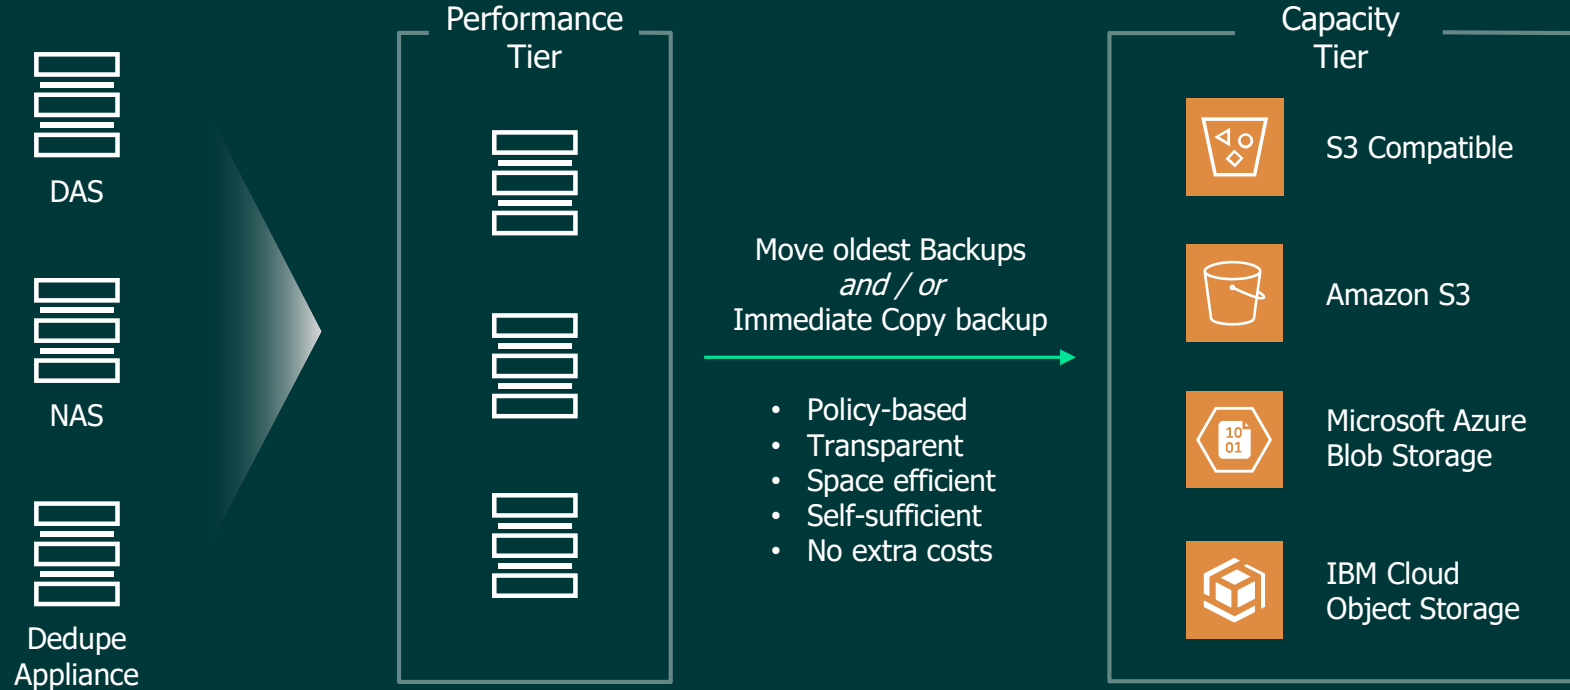 Performance
Tier
Capacity
Tier
DAS
NAS
Dedupe
Appliance
Move oldest Backups
and / or
Immediate Copy backup
• Policy-based
• Transparent
• Space efficient
• Self-sufficient
• No extra costs
S3 Compatible
Amazon S3
10
01
Microsoft Azure
Blob Storage
IBM Cloud
Object Storage